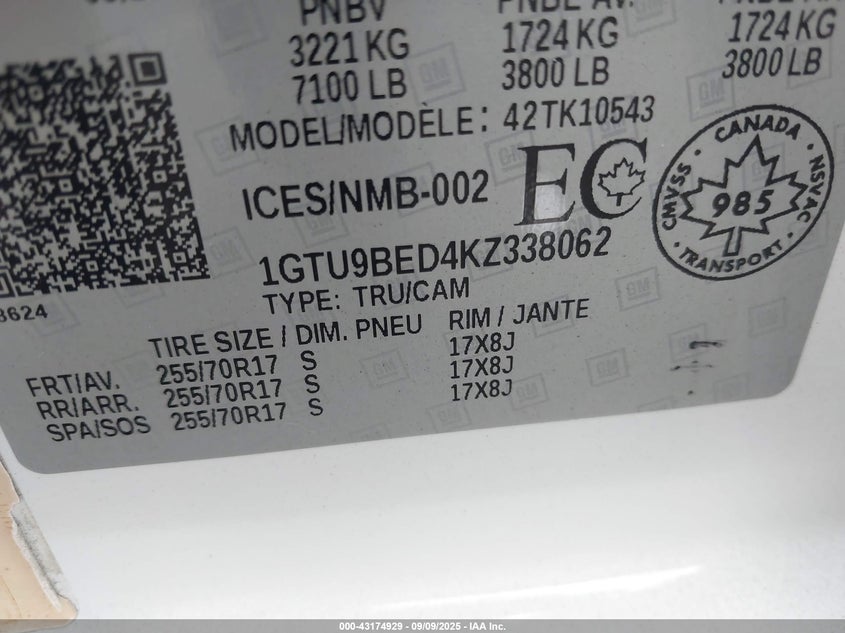 PNBV
3221 KG 1724 KG 1724 KG
7100 LB 3800 LB 3800 LB
MODEL/MODÈLE: 42TK10543
ICES/NMB-002 EC
CANADA
CMVSS NSVAC
985
TRANSPORT
1GTU9BED4KZ338062
TYPE: TRU/CAM
3624
TIRE SIZE / DIM. PNEU RIM / JANTE
FRT/AV. 255/70R17 S 17X8J
RR/ARR. 255/70R17 S 17X8J
SPA/SOS 255/70R17 S 17X8J
GM
000-43174929 - 09/09/2025 - IAA Inc.